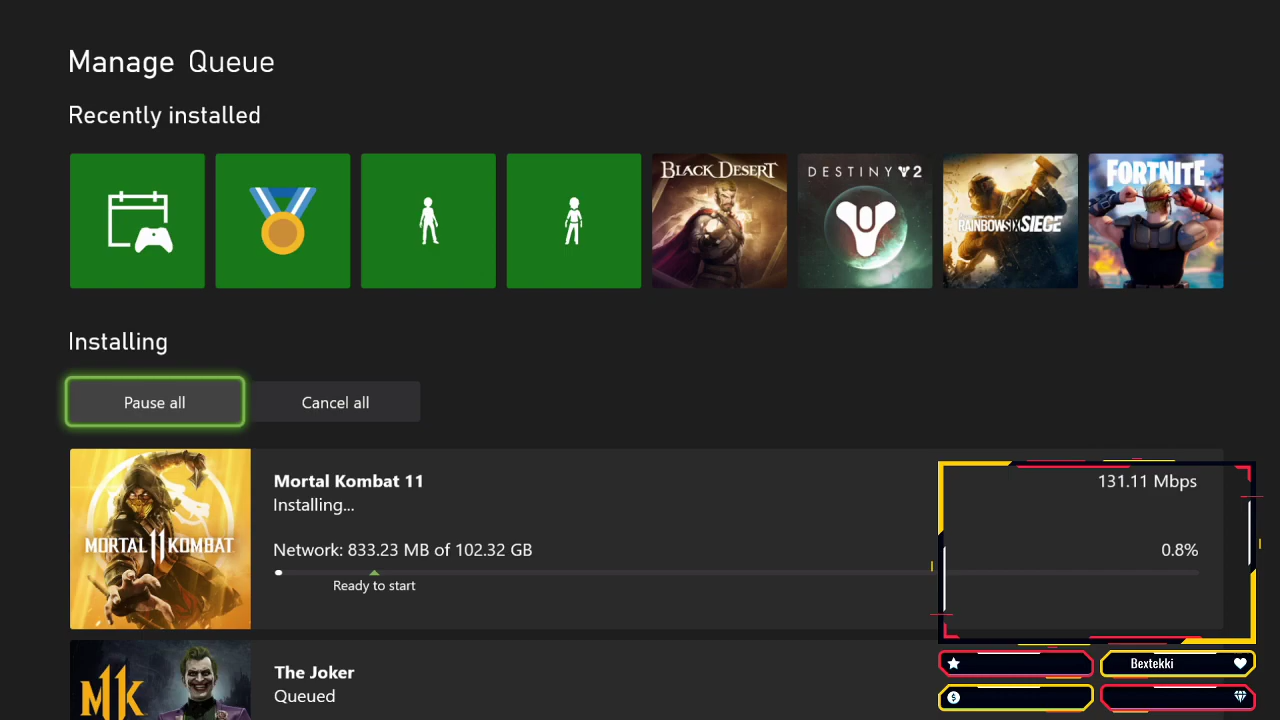 Manage Queue
Recently installed
BLACK DESERT
DESTINY 2
RAINBOW SIX SIEGE
FORTNITE
Installing
Pause all
Cancel all
Mortal Kombat 11
131.11 Mbps
Installing...
MORTAL 11 KOMBAT
Network: 833.23 MB of 102.32 GB
0.8%
Ready to start
The Joker
Queued
MK
Bextekki